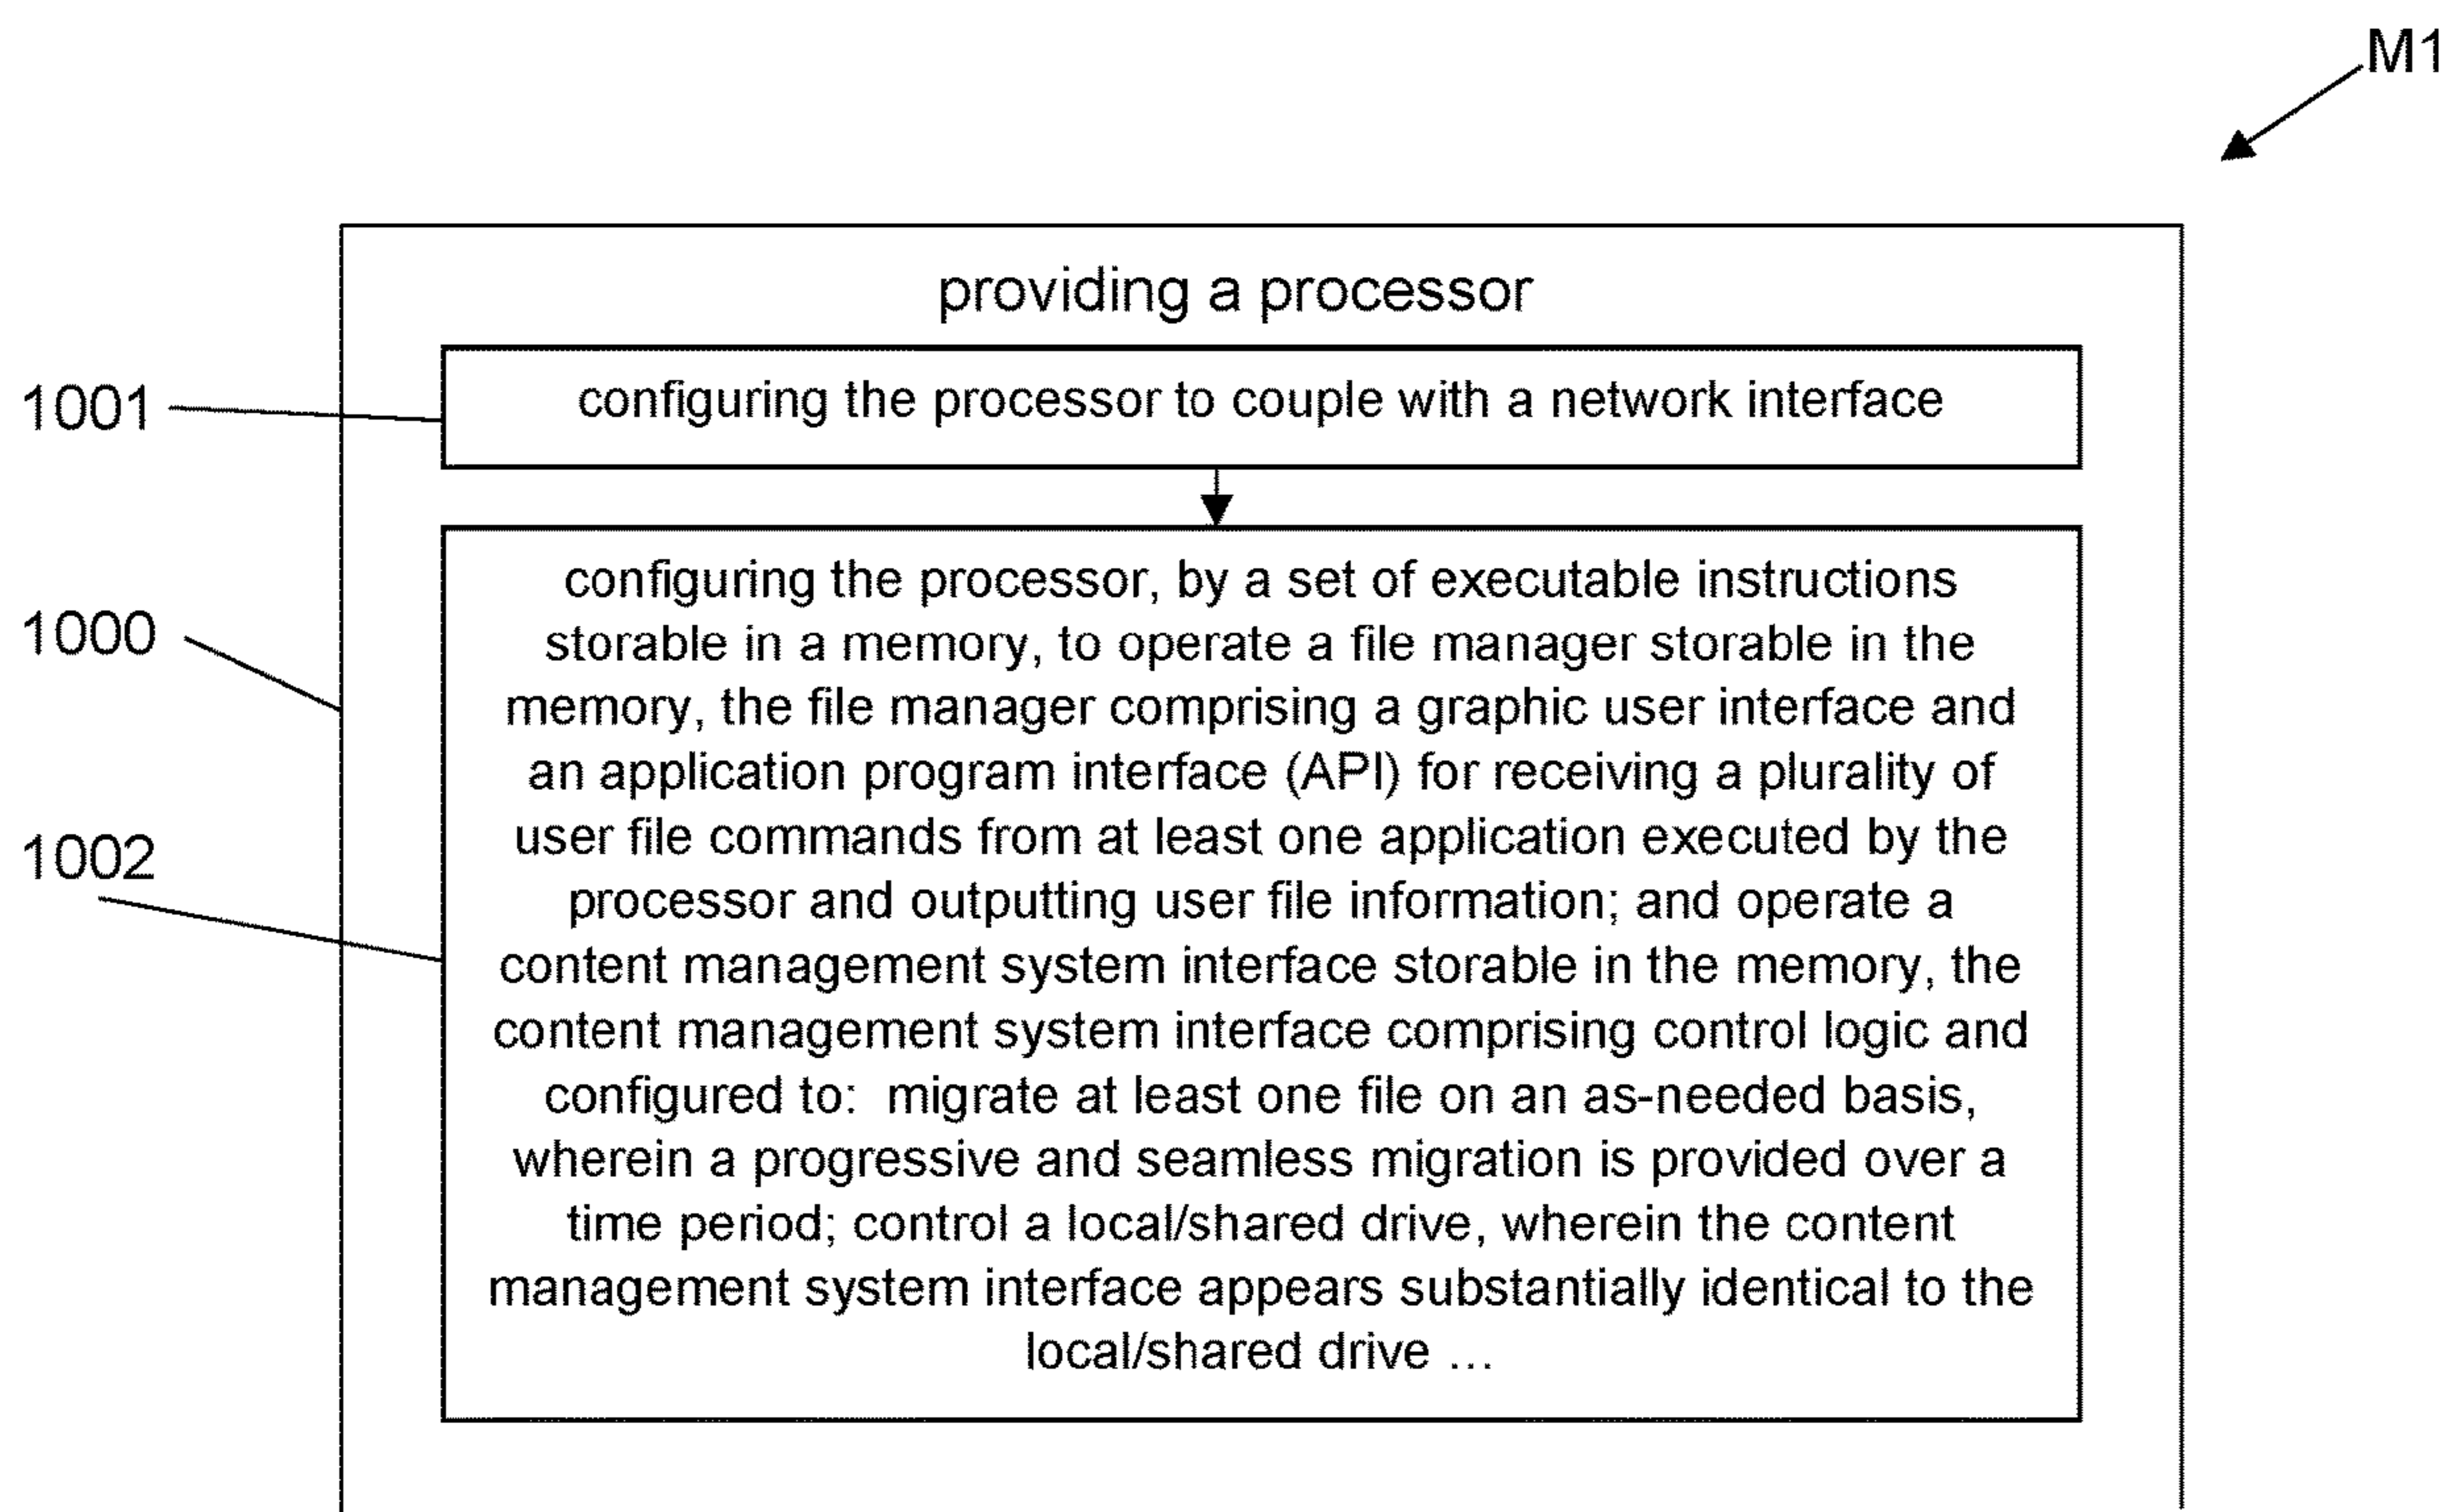 M1
providing a processor
1001
configuring the processor to couple with a network interface
1000
configuring the processor, by a set of executable instructions
storable in a memory, to operate a file manager storable in the
memory, the file manager comprising a graphic user interface and
an application program interface (API) for receiving a plurality of
1002
user file commands from at least one application executed by the
processor and outputting user file information; and operate a
content management system interface storable in the memory, the
content management system interface comprising control logic and
configured to:  migrate at least one file on an as-needed basis,
wherein a progressive and seamless migration is provided over a
time period; control a local/shared drive, wherein the content
management system interface appears substantially identical to the
local/shared drive ...